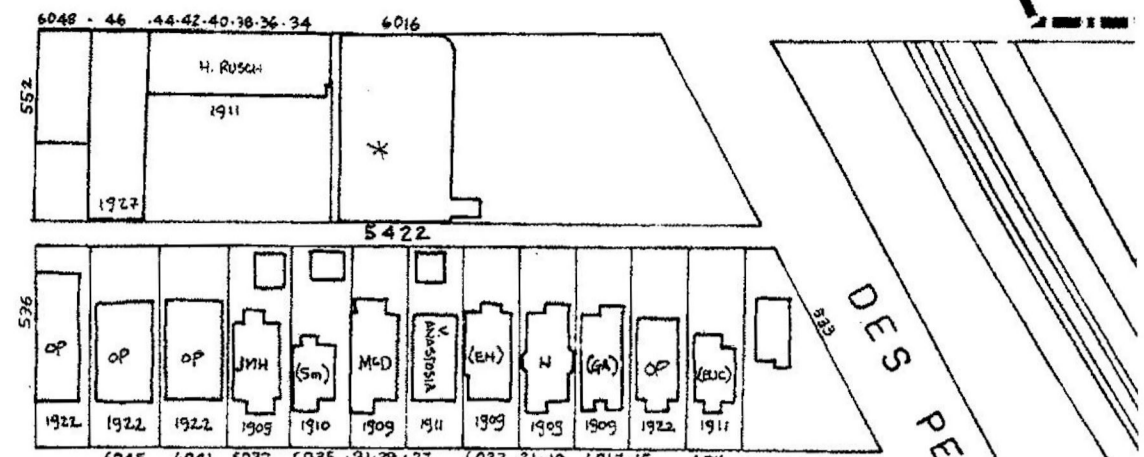 6048 · 46 · 44·42·40·38·36·34 6016
552
H. RUSCH
1911
*
1927
5422
536
533
DES PE
OP OP OP (Sm) McD V. ANASTOSIA (EH) N (GR) OP (EUC)
1922 1922 1922 1909 1910 1909 1911 1909 1909 1909 1922 1911